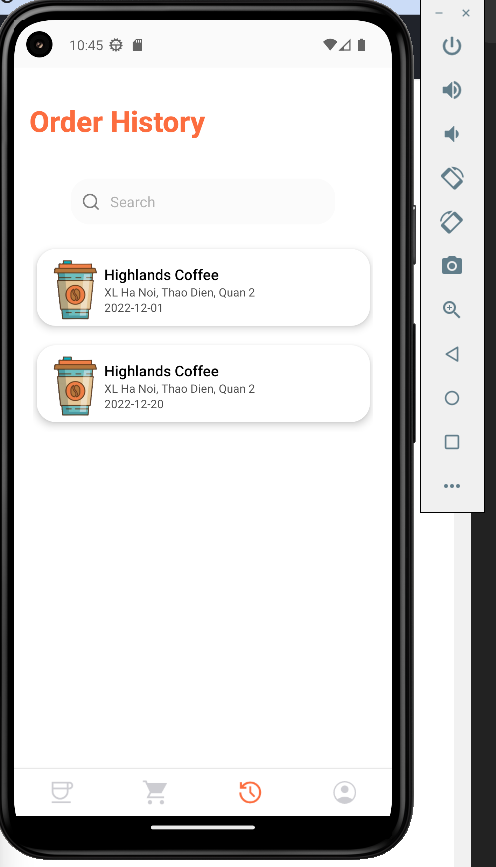 10:45
Order History
Search
Highlands Coffee
XL Ha Noi, Thao Dien, Quan 2
2022-12-01
Highlands Coffee
XL Ha Noi, Thao Dien, Quan 2
2022-12-20